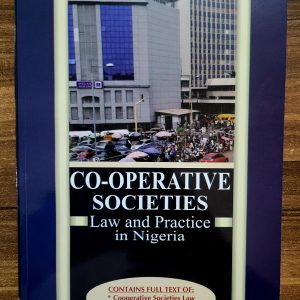 CO-OPERATIVE
SOCIETIES
Law and Practice
in Nigeria
CONTAINS FULL TEXT OF:
* Cooperative Societies Law